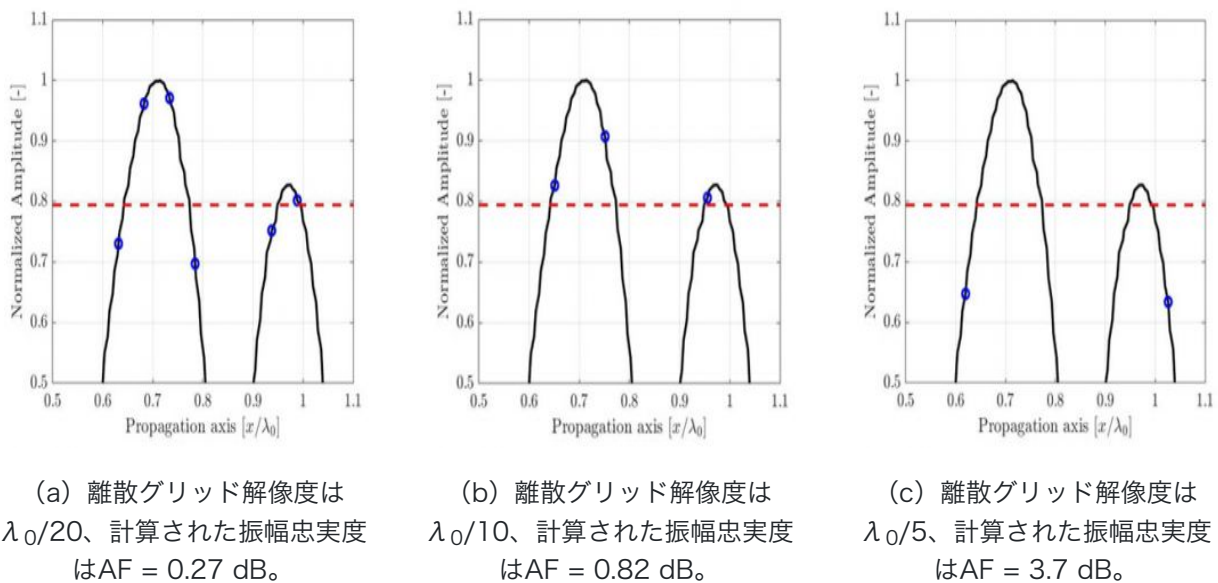 1.1
1
0.9
0.8
0.7
0.6
0.5
Normalized Amplitude [-]
0.5 0.6 0.7 0.8 0.9 1 1.1
Propagation axis [x/λ0]
(a)離散グリッド解像度は
λ0/20、計算された振幅忠実度
はAF = 0.27 dB。
1.1
1
0.9
0.8
0.7
0.6
0.5
Normalized Amplitude [-]
0.5 0.6 0.7 0.8 0.9 1 1.1
Propagation axis [x/λ0]
(b)離散グリッド解像度は
λ0/10、計算された振幅忠実度
はAF = 0.82 dB。
1.1
1
0.9
0.8
0.7
0.6
0.5
Normalized Amplitude [-]
0.5 0.6 0.7 0.8 0.9 1 1.1
Propagation axis [x/λ0]
(c)離散グリッド解像度は
λ0/5、計算された振幅忠実度
はAF = 3.7 dB。